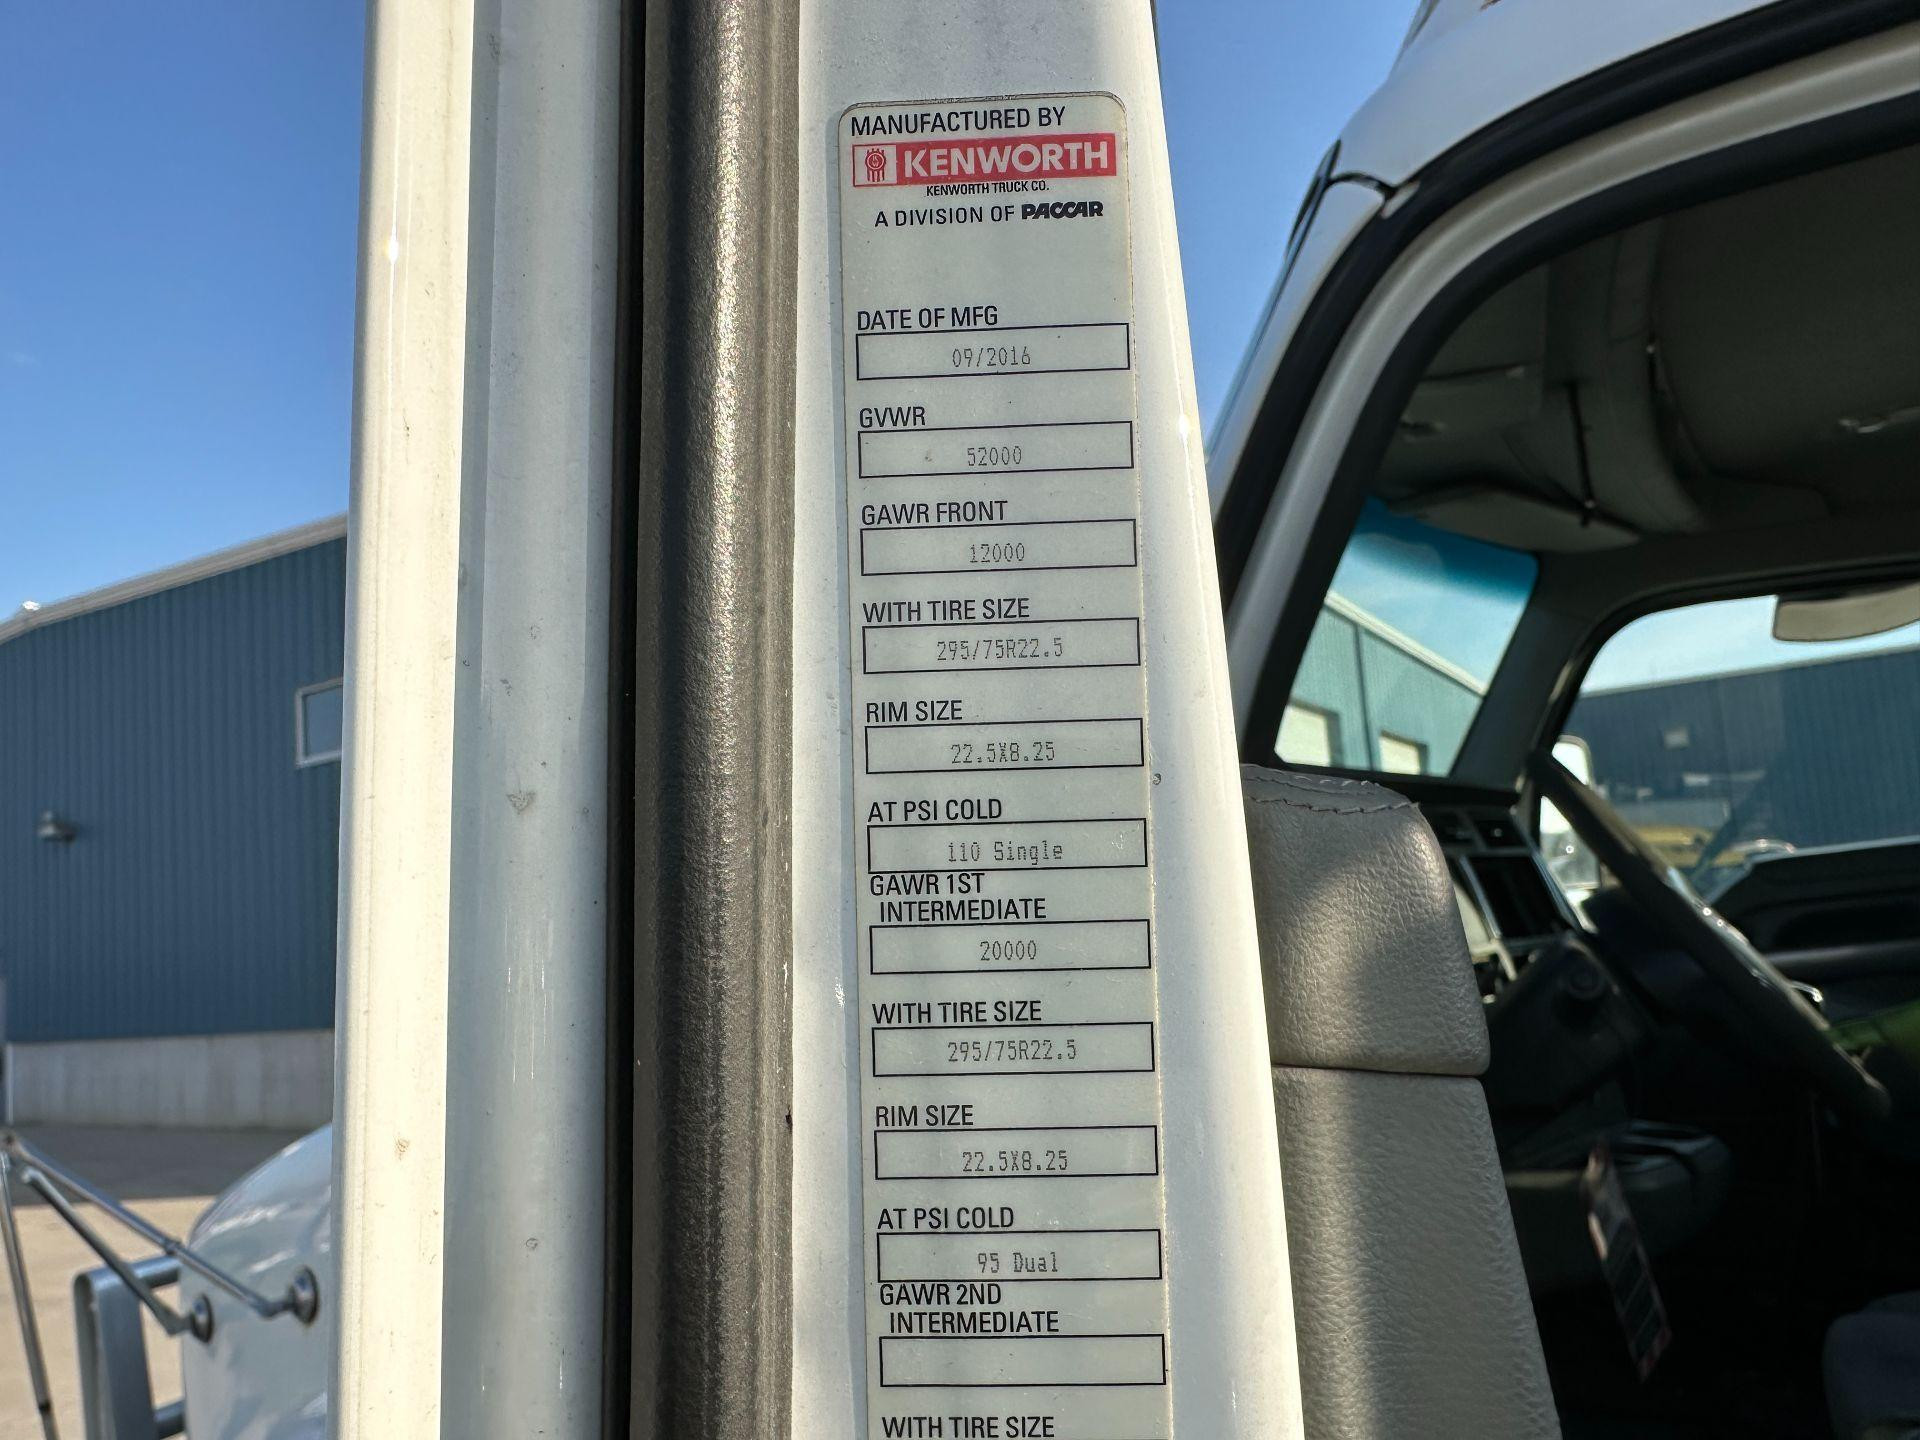 MANUFACTURED BY
KENWORTH
KENWORTH TRUCK CO.
A DIVISION OF PACCAR
DATE OF MFG
09/2016
GVWR
52000
GAWR FRONT
12000
WITH TIRE SIZE
295/75R22.5
RIM SIZE
22.5X8.25
AT PSI COLD
110 Single
GAWR 1ST
INTERMEDIATE
20000
WITH TIRE SIZE
295/75R22.5
RIM SIZE
22.5X8.25
AT PSI COLD
95 Dual
GAWR 2ND
INTERMEDIATE
WITH TIRE SIZE